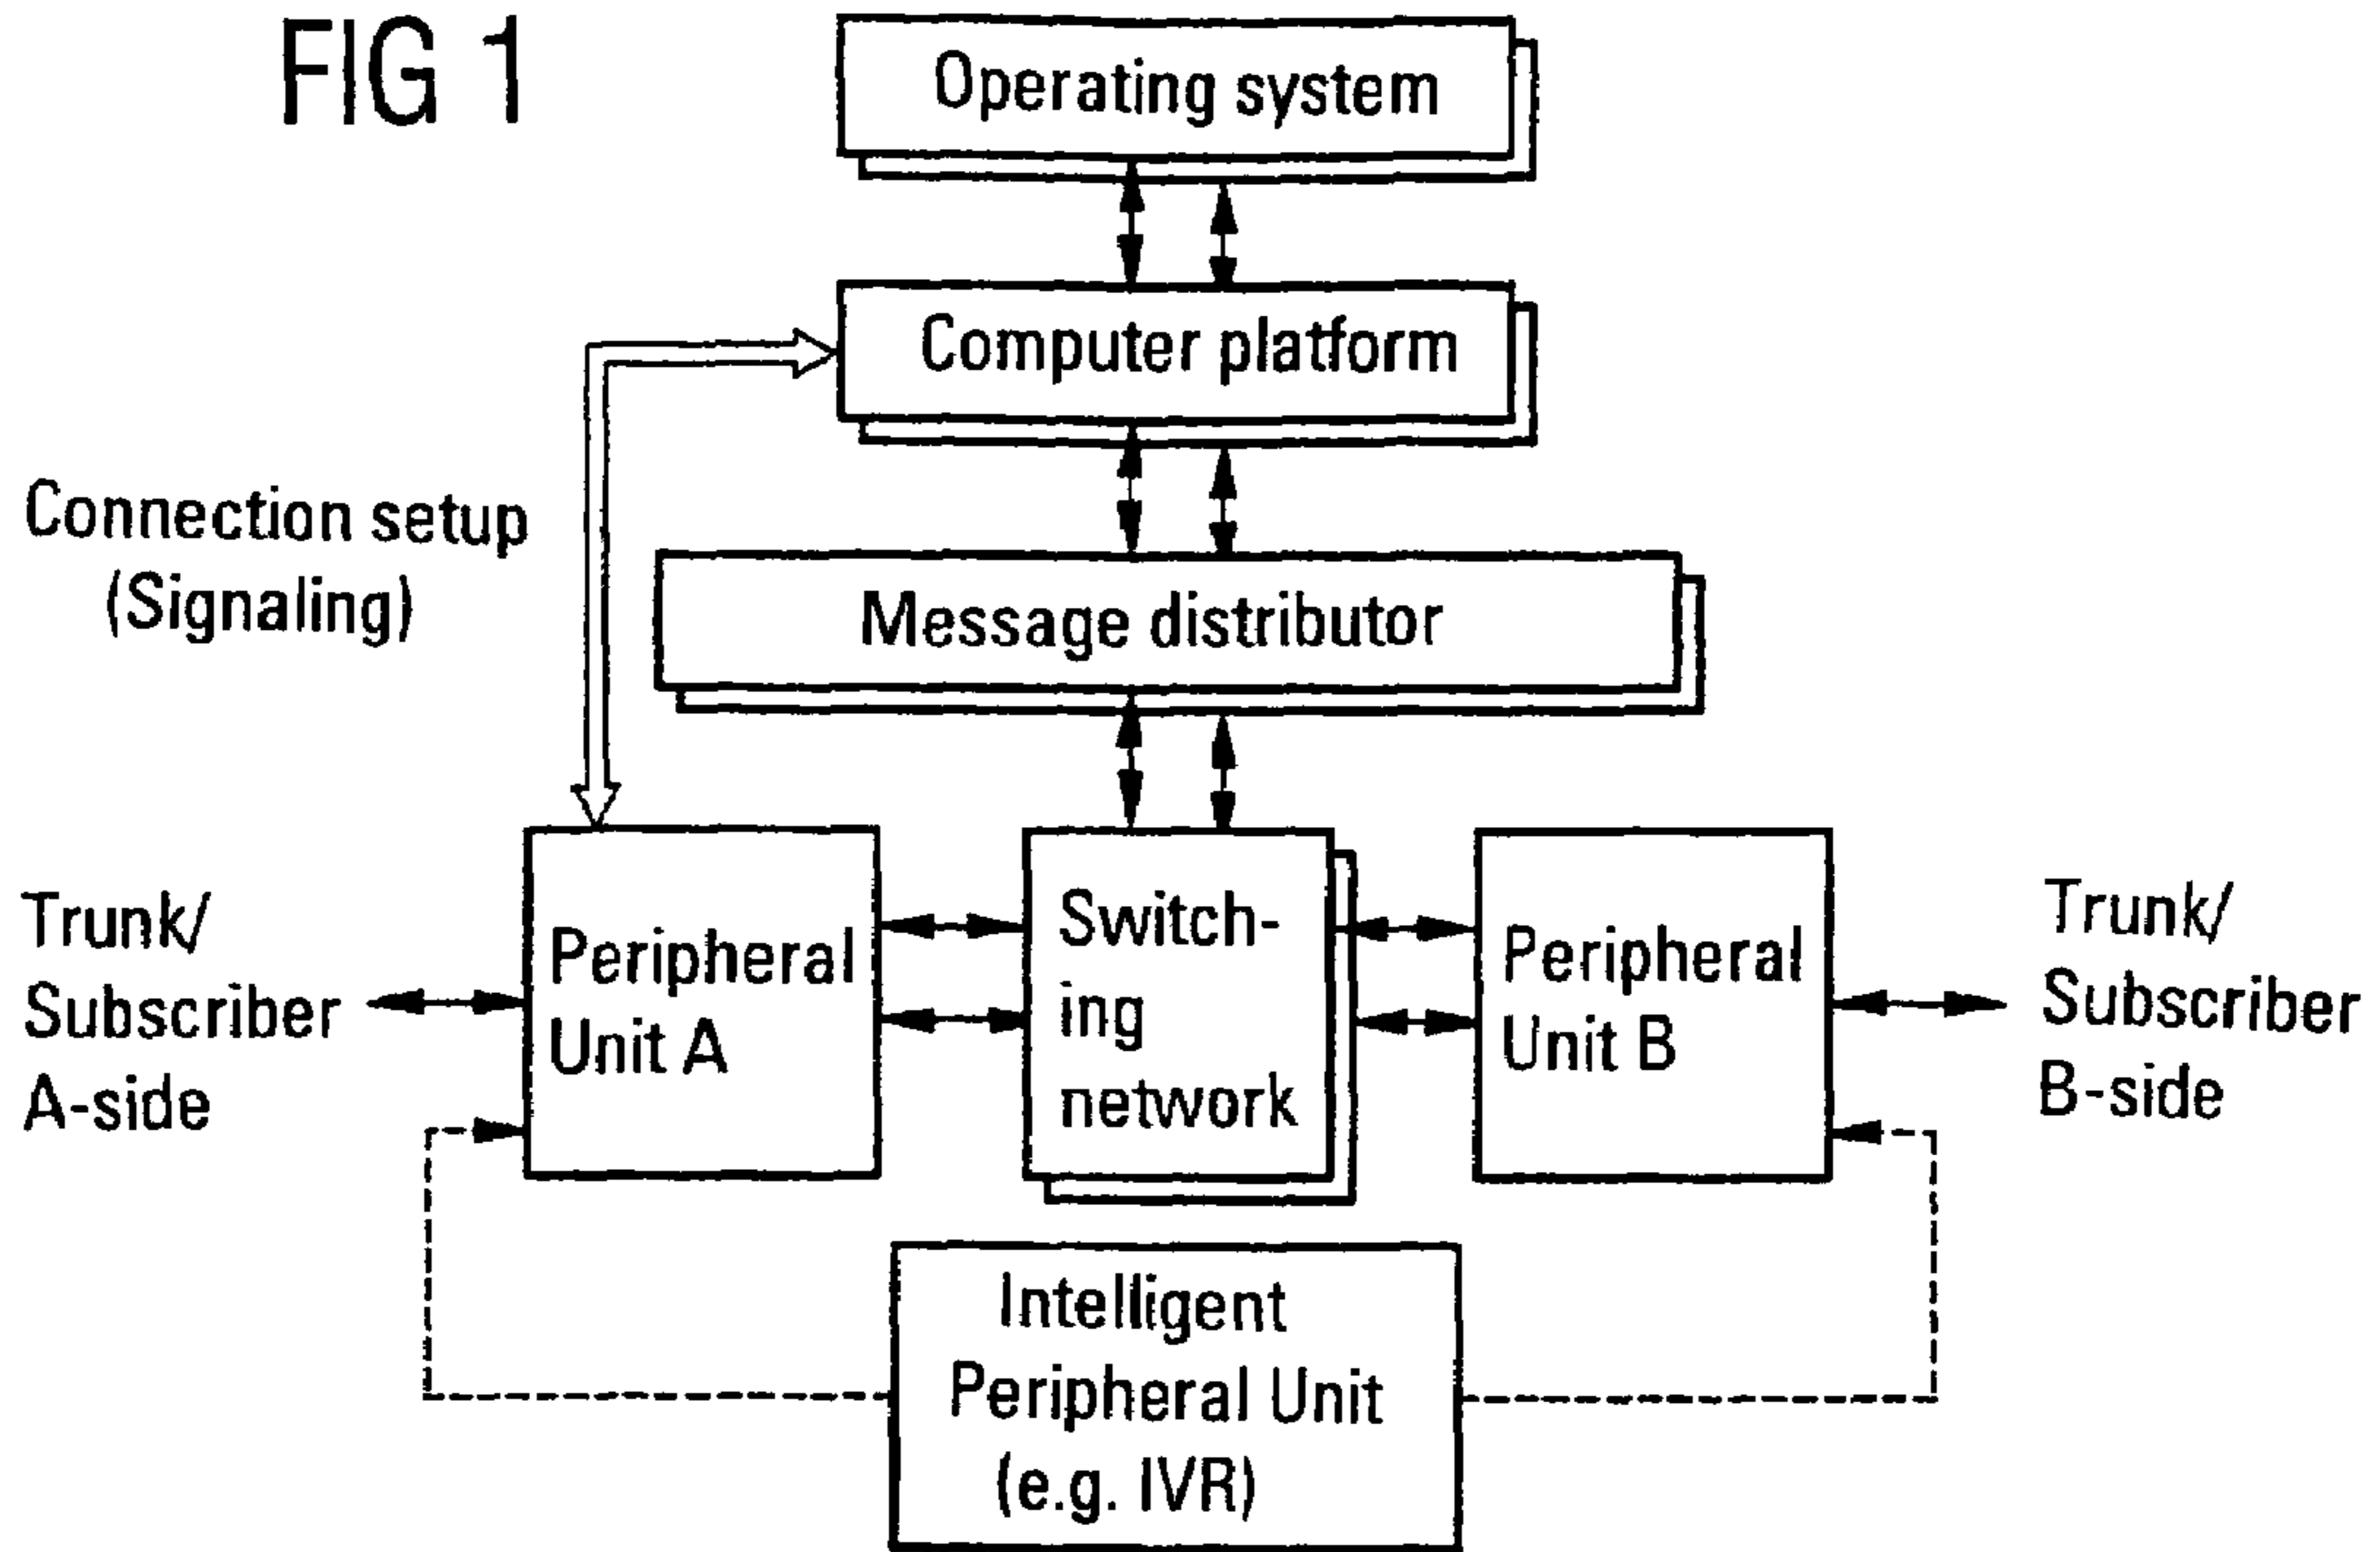 FIG 1
Operating system
Computer platform
Connection setup
(Signaling)
Message distributor
Trunk/
Subscriber
A-side
Peripheral
Unit A
Switch-
ing
network
Peripheral
Unit B
Trunk/
Subscriber
B-side
Intelligent
Peripheral Unit
(e.g. IVR)